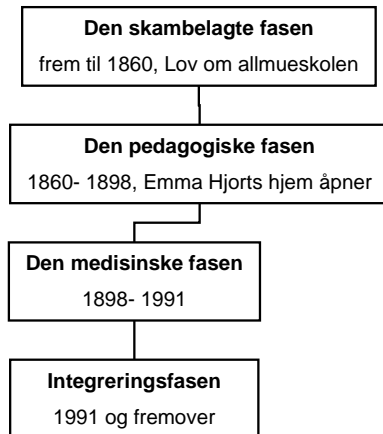 Den skambelagte fasen
frem til 1860, Lov om allmueskolen
Den pedagogiske fasen
1860- 1898, Emma Hjorts hjem åpner
Den medisinske fasen
1898- 1991
Integreringsfasen
1991 og fremover